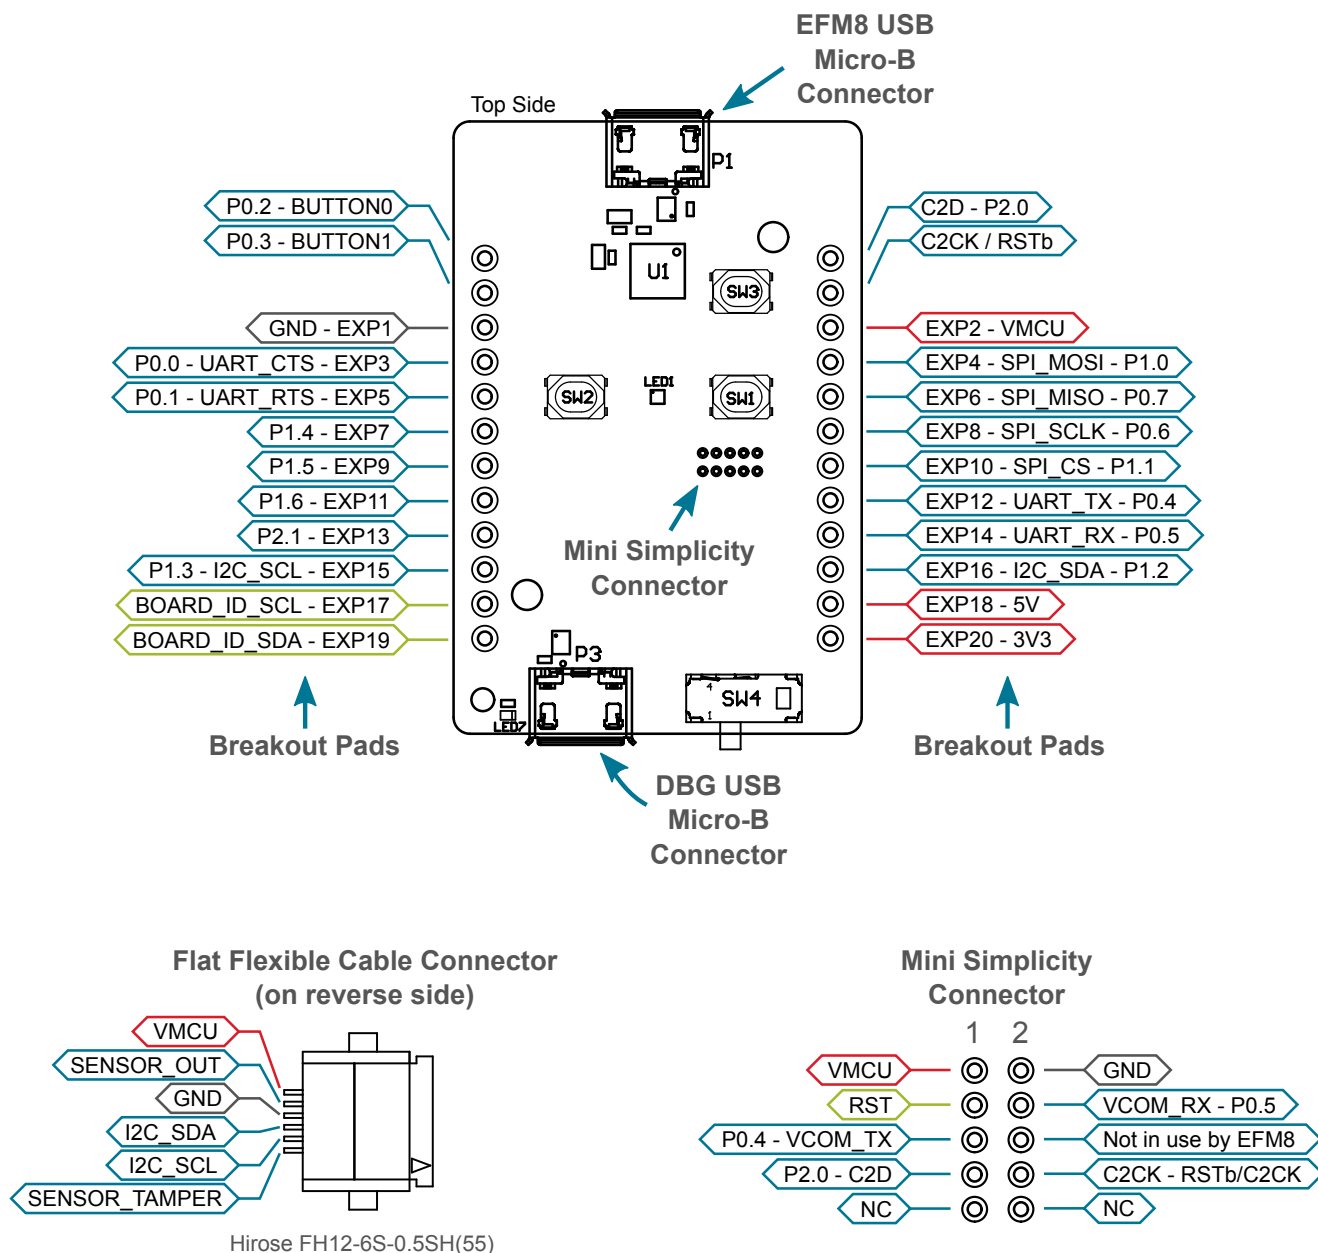 EFM8 USB
Micro-B
Connector
Top Side
P1
P0.2 - BUTTON0
P0.3 - BUTTON1
GND - EXP1
P0.0 - UART_CTS - EXP3
P0.1 - UART_RTS - EXP5
P1.4 - EXP7
P1.5 - EXP9
P1.6 - EXP11
P2.1 - EXP13
P1.3 - I2C_SCL - EXP15
BOARD_ID_SCL - EXP17
BOARD_ID_SDA - EXP19
Breakout Pads
U1
SW3
SW2
LED1
SW1
Mini Simplicity
Connector
P3
4
1
SW4
LED7
C2D - P2.0
C2CK / RSTb
EXP2 - VMCU
EXP4 - SPI_MOSI - P1.0
EXP6 - SPI_MISO - P0.7
EXP8 - SPI_SCLK - P0.6
EXP10 - SPI_CS - P1.1
EXP12 - UART_TX - P0.4
EXP14 - UART_RX - P0.5
EXP16 - I2C_SDA - P1.2
EXP18 - 5V
EXP20 - 3V3
Breakout Pads
DBG USB
Micro-B
Connector
Flat Flexible Cable Connector
(on reverse side)
VMCU
SENSOR_OUT
GND
I2C_SDA
I2C_SCL
SENSOR_TAMPER
Hirose FH12-6S-0.5SH(55)
Mini Simplicity
Connector
1 2
VMCU GND
RST VCOM_RX - P0.5
P0.4 - VCOM_TX Not in use by EFM8
P2.0 - C2D C2CK - RSTb/C2CK
NC NC